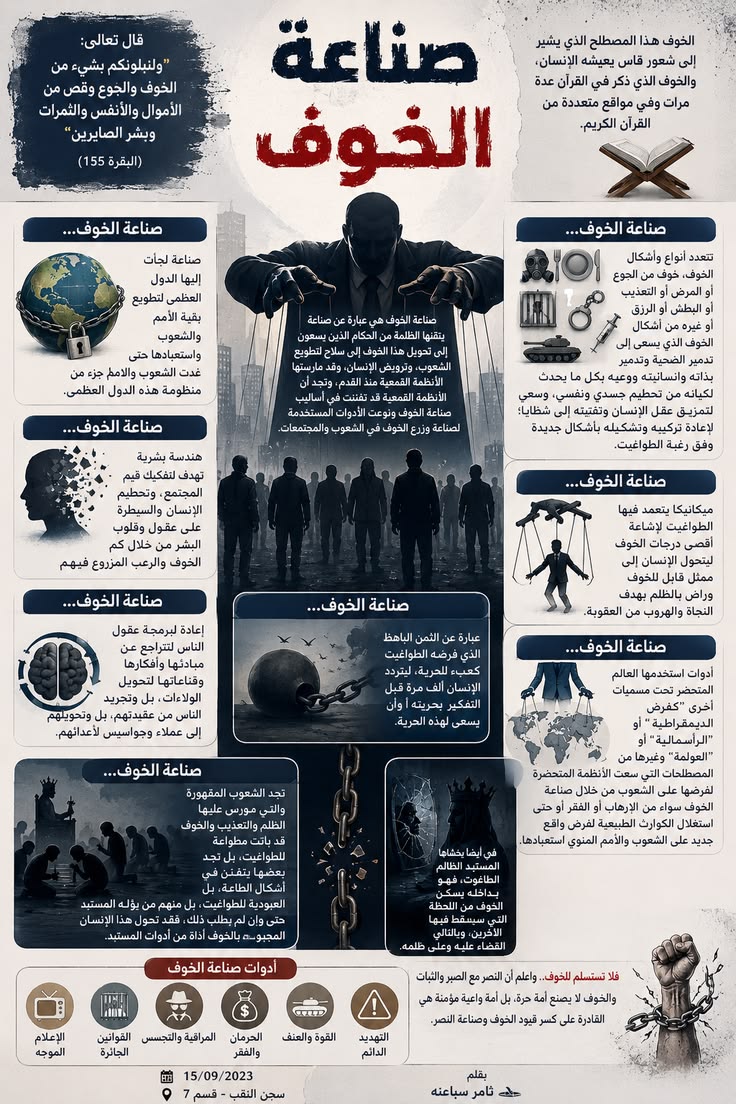 صناعة
الخوف
الخوف هذا المصطلح الذي يشير
إلى شعور قاس يعيشه الإنسان،
والخوف الذي ذكر في القرآن عدة
مرات وفي مواقع متعددة من
القرآن الكريم.
قال تعالى:
”ولنبلونكم بشيء من
الخوف والجوع وقص من
الأموال والأنفس والثمرات
وبشر الصايرين“
(البقرة 155)
صناعة الخوف هي عبارة عن صناعة
يتقنها الظلمة من الحكام الذين يسعون
إلى تحويل هذا الخوف إلى سلاح لتطويع
الشعوب، وترويض الإنسان، وقد مارستها
الأنظمة القمعية منذ القدم، وتجد أن
الأنظمة القمعية قد تفننت في أساليب
صناعة الخوف ونوعت الأدوات المستخدمة
لصناعة وزرع الخوف في الشعوب والمجتمعات.
صناعة الخوف...
تتعدد أنواع وأشكال
الخوف، خوف من الجوع
أو المرض أو التعذيب
أو البطش أو الرزق
أو غيره من أشكال
الخوف الذي يسعى إلى
تدمير الضحية وتدمير
بذاته وانسانيته ووعيه بكل ما يحدث
لكيانه من تحطيم جسدي ونفسي، وسعي
لتمزيق عقل الإنسان وتفتيته إلى شظايا؛
لإعادة تركيبه وتشكيله بأشكال جديدة
وفق رغبة الطواغيت.
صناعة الخوف...
صناعة لجأت
إليها الدول
العظمى لتطويع
بقية الأمم
والشعوب
واستعبادها حتى
غدت الشعوب والامم جزء من
منظومة هذه الدول العظمى.
صناعة الخوف...
ميكانيكا يتعمد فيها
الطواغيت لإشاعة
أقصى درجات الخوف
ليتحول الإنسان إلى
ممثل قابل للخوف
وراض بالظلم بهدف
النجاة والهروب من العقوبة.
صناعة الخوف...
هندسة بشرية
تهدف لتفكيك قيم
المجتمع، وتحطيم
الإنسان والسيطرة
على عقول وقلوب
البشر من خلال كم
الخوف والرعب المزروع فيهم
صناعة الخوف...
أدوات استخدمها العالم
المتحضر تحت مسميات
أخرى ”كفرض
الديمقراطية“ أو
”الرأسمالية“ أو
”العولمة“ وغيرها من
المصطلحات التي سعت الأنظمة المتحضرة
لفرضها على الشعوب من خلال صناعة
الخوف سواء من الإرهاب أو الفقر أو حتى
استغلال الكوارث الطبيعية لفرض واقع
جديد على الشعوب والأمم المنوي استعبادها.
صناعة الخوف...
عبارة عن الثمن الباهظ
الذي فرضه الطواغيت
كعبء للحرية، ليتردد
الإنسان ألف مرة قبل
التفكير بحريته أ وأن
يسعى لهذه الحرية.
صناعة الخوف...
إعادة لبرمجة عقول
الناس لتتراجع عن
مبادئها وأفكارها
وقناعاتها لتحويل
الولاءات، بل وتجريد
الناس من عقيدتهم، بل وتحويلهم
إلى عملاء وجواسيس لأعدائهم.
في أيضا يخشاها
المستبد الظالم
الطاغوت، فهو
بداخله يسكن
الخوف من اللحظة
التي سيسقط فيها
الأخرين، وبالتالي
القضاء عليه وعلى ظلمه.
صناعة الخوف...
تجد الشعوب المقهورة
والتي مورس عليها
الظلم والتعذيب والخوف
قد باتت مطواعة
للطواغيت، بل تجد
بعضها يتفنن في
أشكال الطاعة، بل
العبودية للطواغيت، بل منهم من يؤله المستبد
حتى وإن لم يطلب ذلك، فقد تحول هذا الإنسان
بالخوف أداة من أدوات المستبد.
فلا تستسلم للخوف.. واعلم أن النصر مع الصبر والثبات
والخوف لا يصنع أمة حرة، بل أمة واعية مؤمنة هي
القادرة على كسر قيود الخوف وصناعة النصر.
أدوات صناعة الخوف
التهديد
الدائم
القوة والعنف
الحرمان
والفقر
المراقبة والتجسس
القوانين
الجائرة
الإعلام
الموجه
بقلم
ثامر سباعنه
15/09/2023
سجن النقب - قسم 7